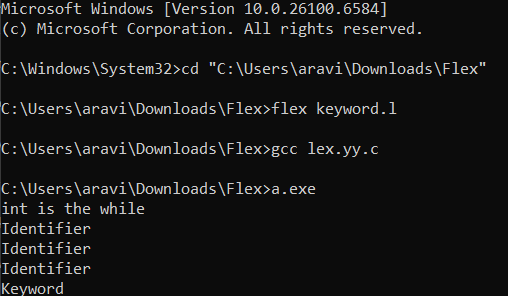 Microsoft Windows [Version 10.0.26100.6584]
(c) Microsoft Corporation. All rights reserved.
C:\Windows\System32>cd "C:\Users\aravi\Downloads\Flex"
C:\Users\aravi\Downloads\Flex>flex keyword.l
C:\Users\aravi\Downloads\Flex>gcc lex.yy.c
C:\Users\aravi\Downloads\Flex>a.exe
int is the while
Identifier
Identifier
Identifier
Keyword